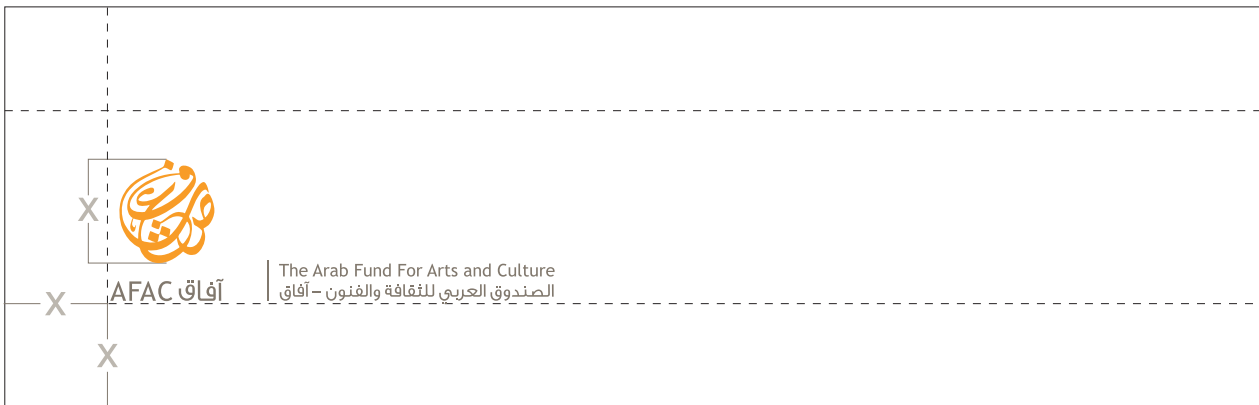 X
AFAC آفاق
The Arab Fund For Arts and Culture
الصندوق العربي للثقافة والفنون – آفاق
X
X